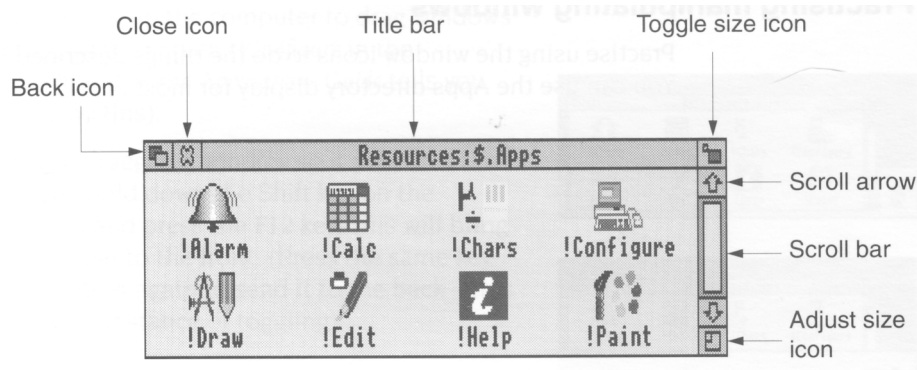 Close icon
Title bar
Toggle size icon
Back icon
Resources:$.Apps
Scroll arrow
!Alarm
!Calc
!Chars
!Configure
Scroll bar
!Draw
!Edit
!Help
!Paint
Adjust size
icon